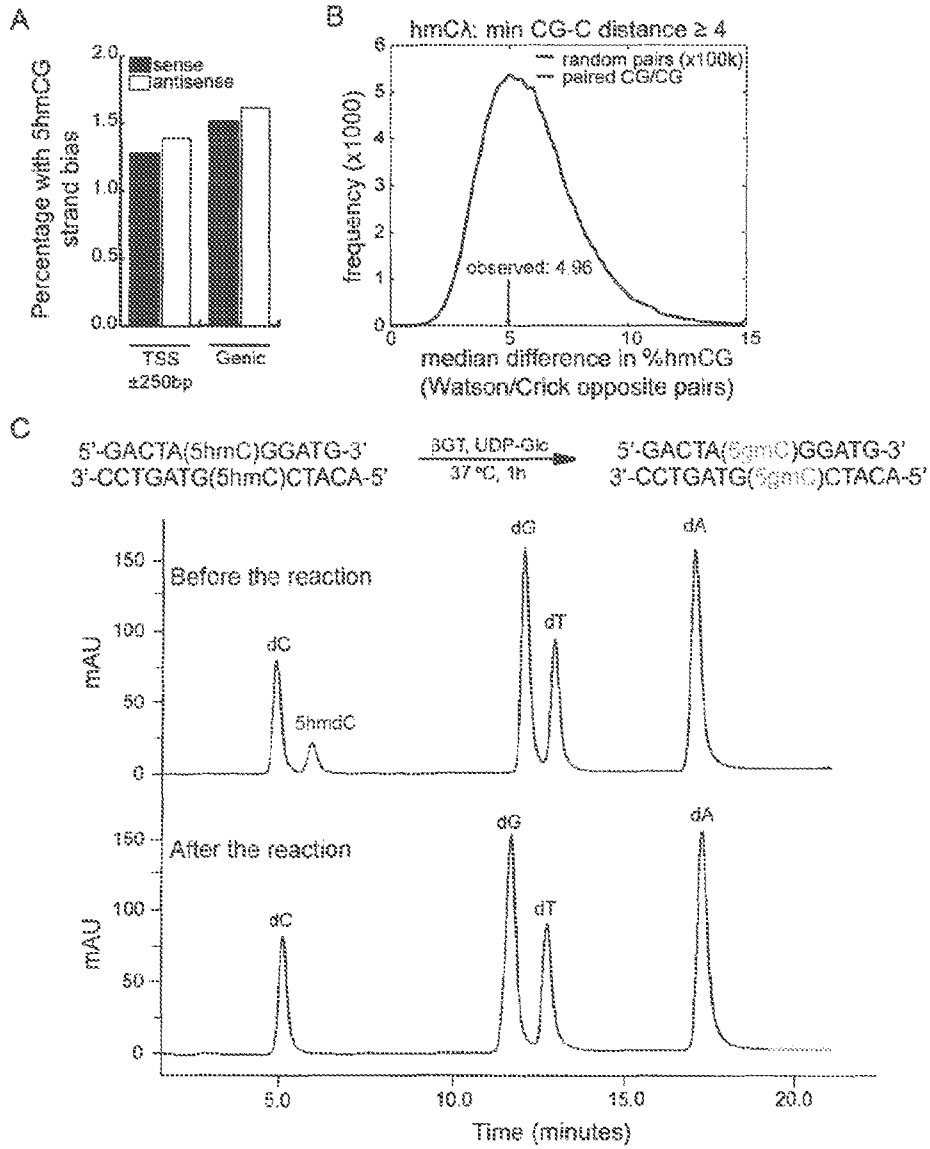 A
Percentage with 5hmCG
strand bias
2.0
1.5
1.0
0.5
0.0
sense
antisense
TSS
±250bp
Genic
B
hmCλ: min CG-C distance ≥ 4
frequency (x1000)
6
5
4
3
2
1
0
random pairs (x100k)
paired CG/CG
observed: 4.96
0
5
10
15
median difference in %hmCG
(Watson/Crick opposite pairs)
C
5'-GACTA(5hmC)GGATG-3'
3'-CCTGATG(5hmC)CTACA-5'
βGT, UDP-Glc
37 ºC, 1h
5'-GACTA(5gmC)GGATG-3'
3'-CCTGATG(5gmC)CTACA-5'
Before the reaction
mAU
150
100
50
0
dC
5hmdC
dG
dT
dA
After the reaction
mAU
150
100
50
0
dC
dG
dT
dA
5.0
10.0
15.0
20.0
Time (minutes)